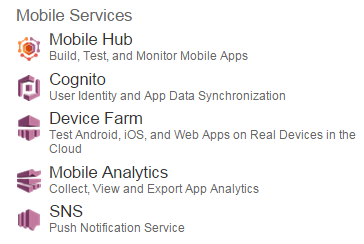 Mobile Services
Mobile Hub
Build, Test, and Monitor Mobile Apps
Cognito
User Identity and App Data Synchronization
Device Farm
Test Android, iOS, and Web Apps on Real Devices in the
Cloud
Mobile Analytics
Collect, View and Export App Analytics
SNS
Push Notification Service